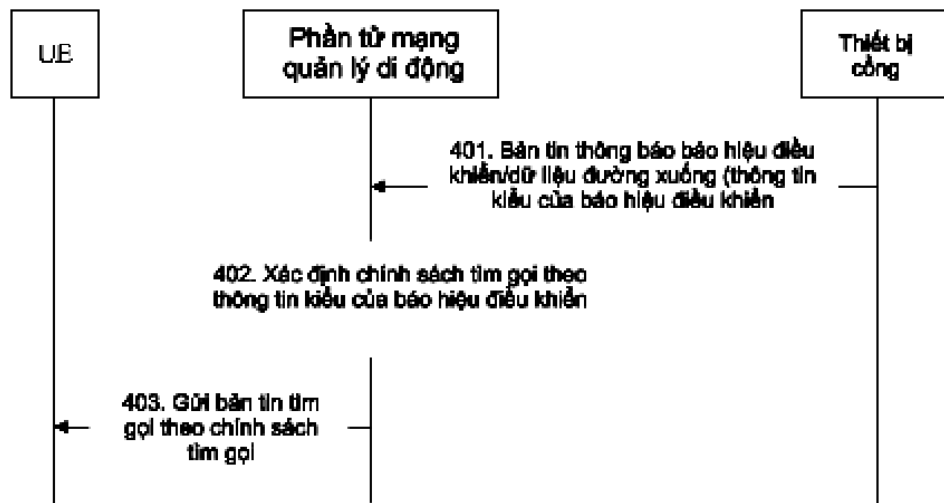 UE
Phần tử mạng
quản lý di động
Thiết bị
cổng
401. Bản tin thông báo báo hiệu điều
khiển/dữ liệu đường xuống (thông tin
kiểu của báo hiệu điều khiển
402. Xác định chính sách tìm gọi theo
thông tin kiểu của báo hiệu điều khiển
403. Gửi bản tin tìm
gọi theo chính sách
tìm gọi